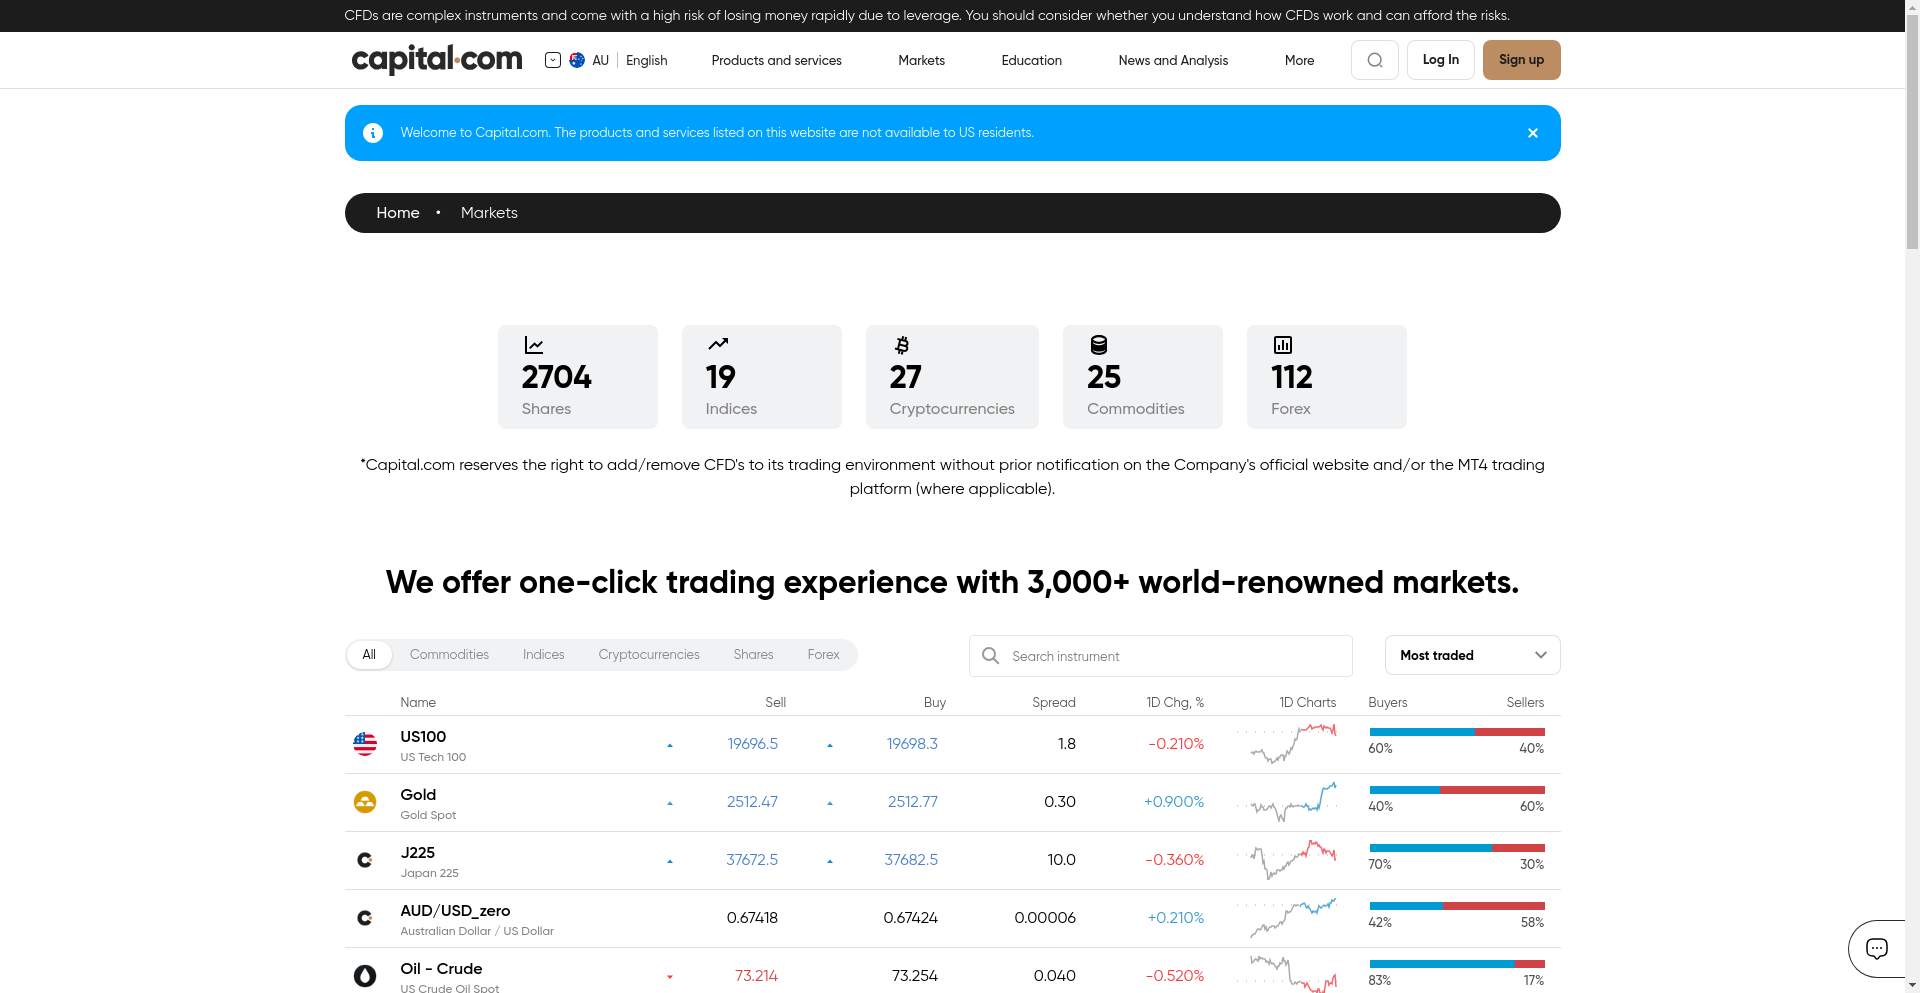 CFDs are complex instruments and come with a high risk of losing money rapidly due to leverage. You should consider whether you understand how CFDs work and can afford the risks.
capital.com AU English Products and services Markets Education News and Analysis More Log In Sign up
Welcome to Capital.com. The products and services listed on this website are not available to US residents.
Home • Markets
2704 19 27 25 112
Shares Indices Cryptocurrencies Commodities Forex
*Capital.com reserves the right to add/remove CFD's to its trading environment without prior notification on the Company's official website and/or the MT4 trading
platform (where applicable).
We offer one-click trading experience with 3,000+ world-renowned markets.
All Commodities Indices Cryptocurrencies Shares Forex Search instrument Most traded
Name Sell Buy Spread 1D Chg, % 1D Charts Buyers Sellers
US100 19696.5 19698.3 1.8 -0.210%
US Tech 100 60% 40%
Gold 2512.47 2512.77 0.30 +0.900%
Gold Spot 40% 60%
J225 37672.5 37682.5 10.0 -0.360%
Japan 225 70% 30%
AUD/USD_zero 0.67418 0.67424 0.00006 +0.210%
Australian Dollar / US Dollar 42% 58%
Oil - Crude 73.214 73.254 0.040 -0.520%
US Crude Oil Spot 83% 17%